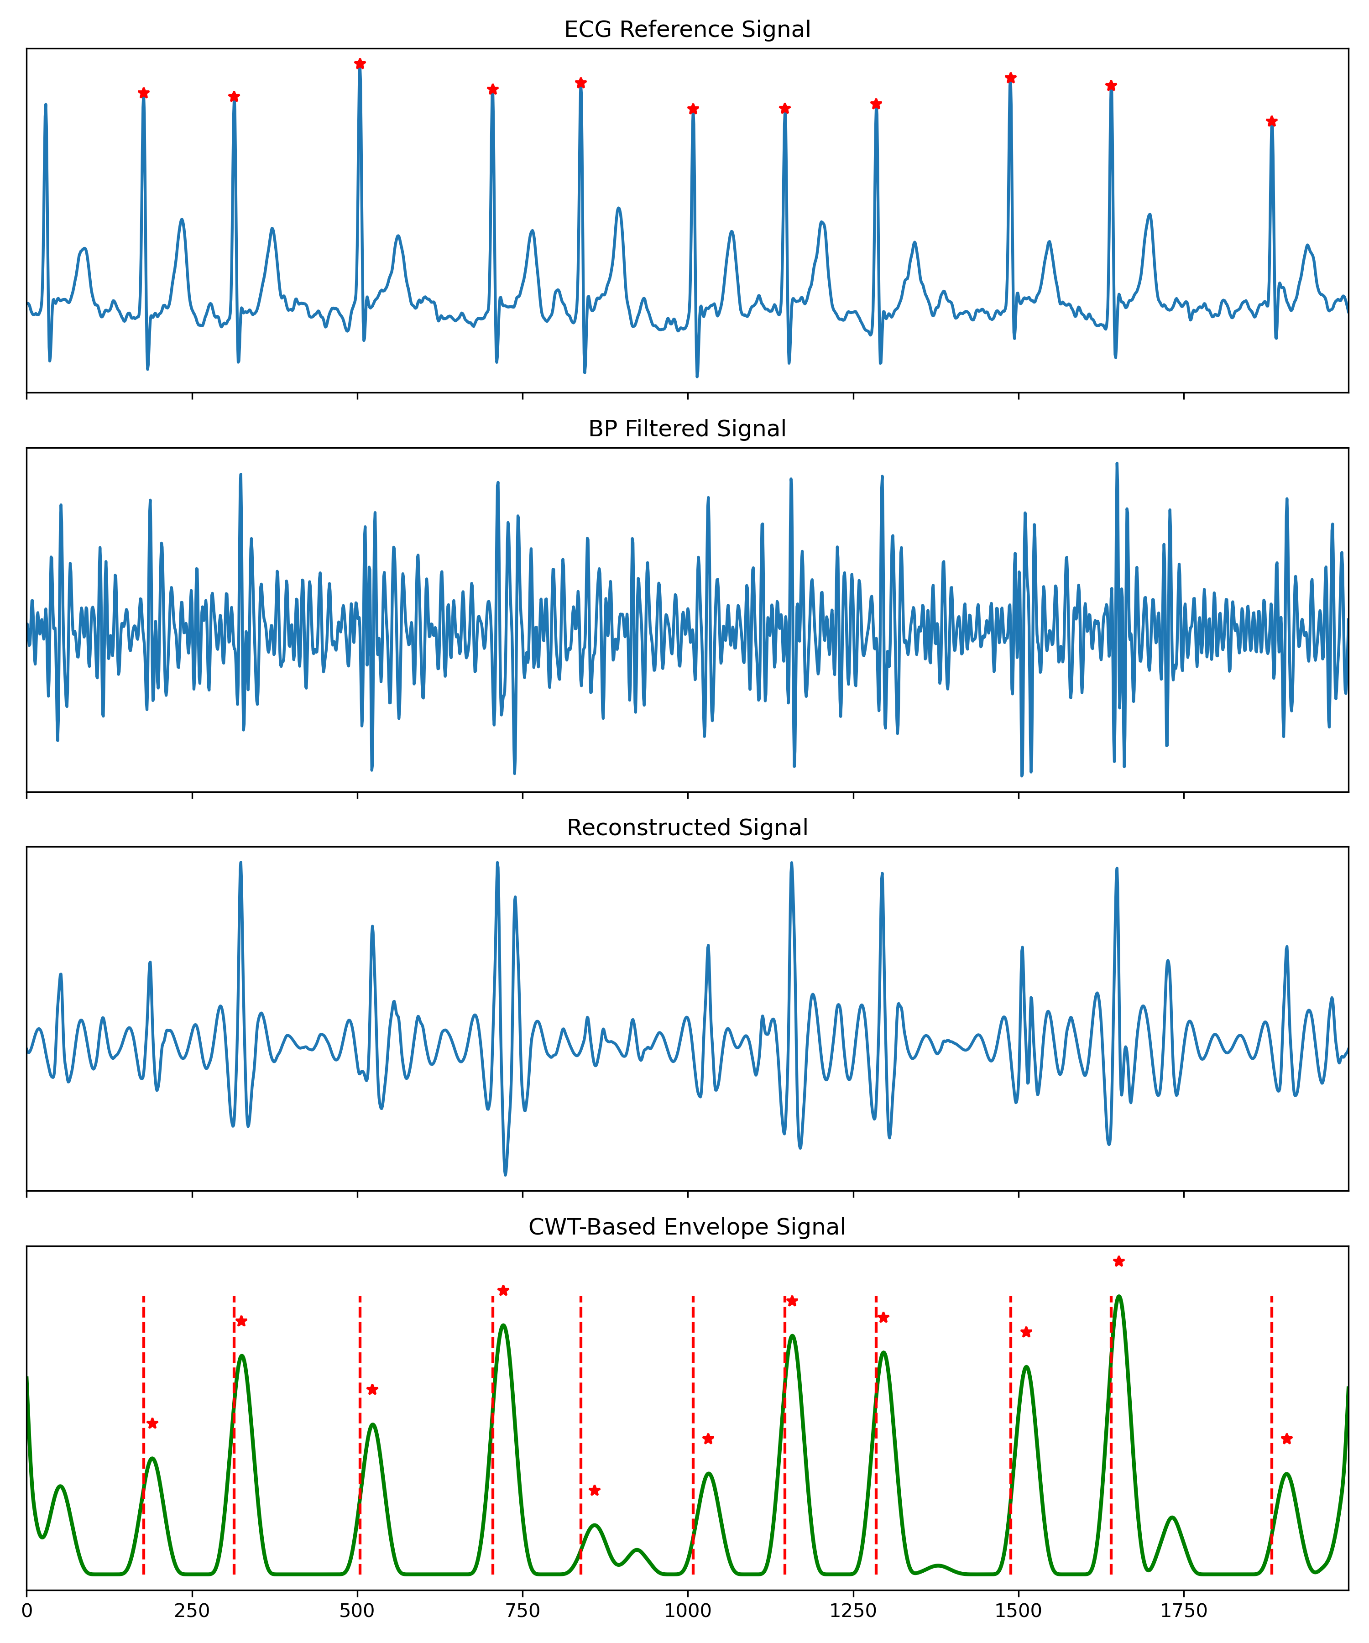 ECG Reference Signal
BP Filtered Signal
Reconstructed Signal
CWT-Based Envelope Signal
0 250 500 750 1000 1250 1500 1750